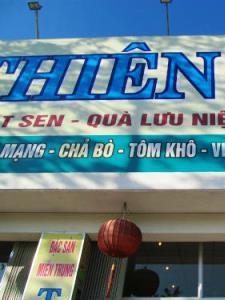 THIÊN
T SEN - QUÀ LƯU NIỆ
MẠNG - CHẢ BÒ - TÔM KHÔ - V
ĐẶC SẢN
MIỀN TRUNG
T